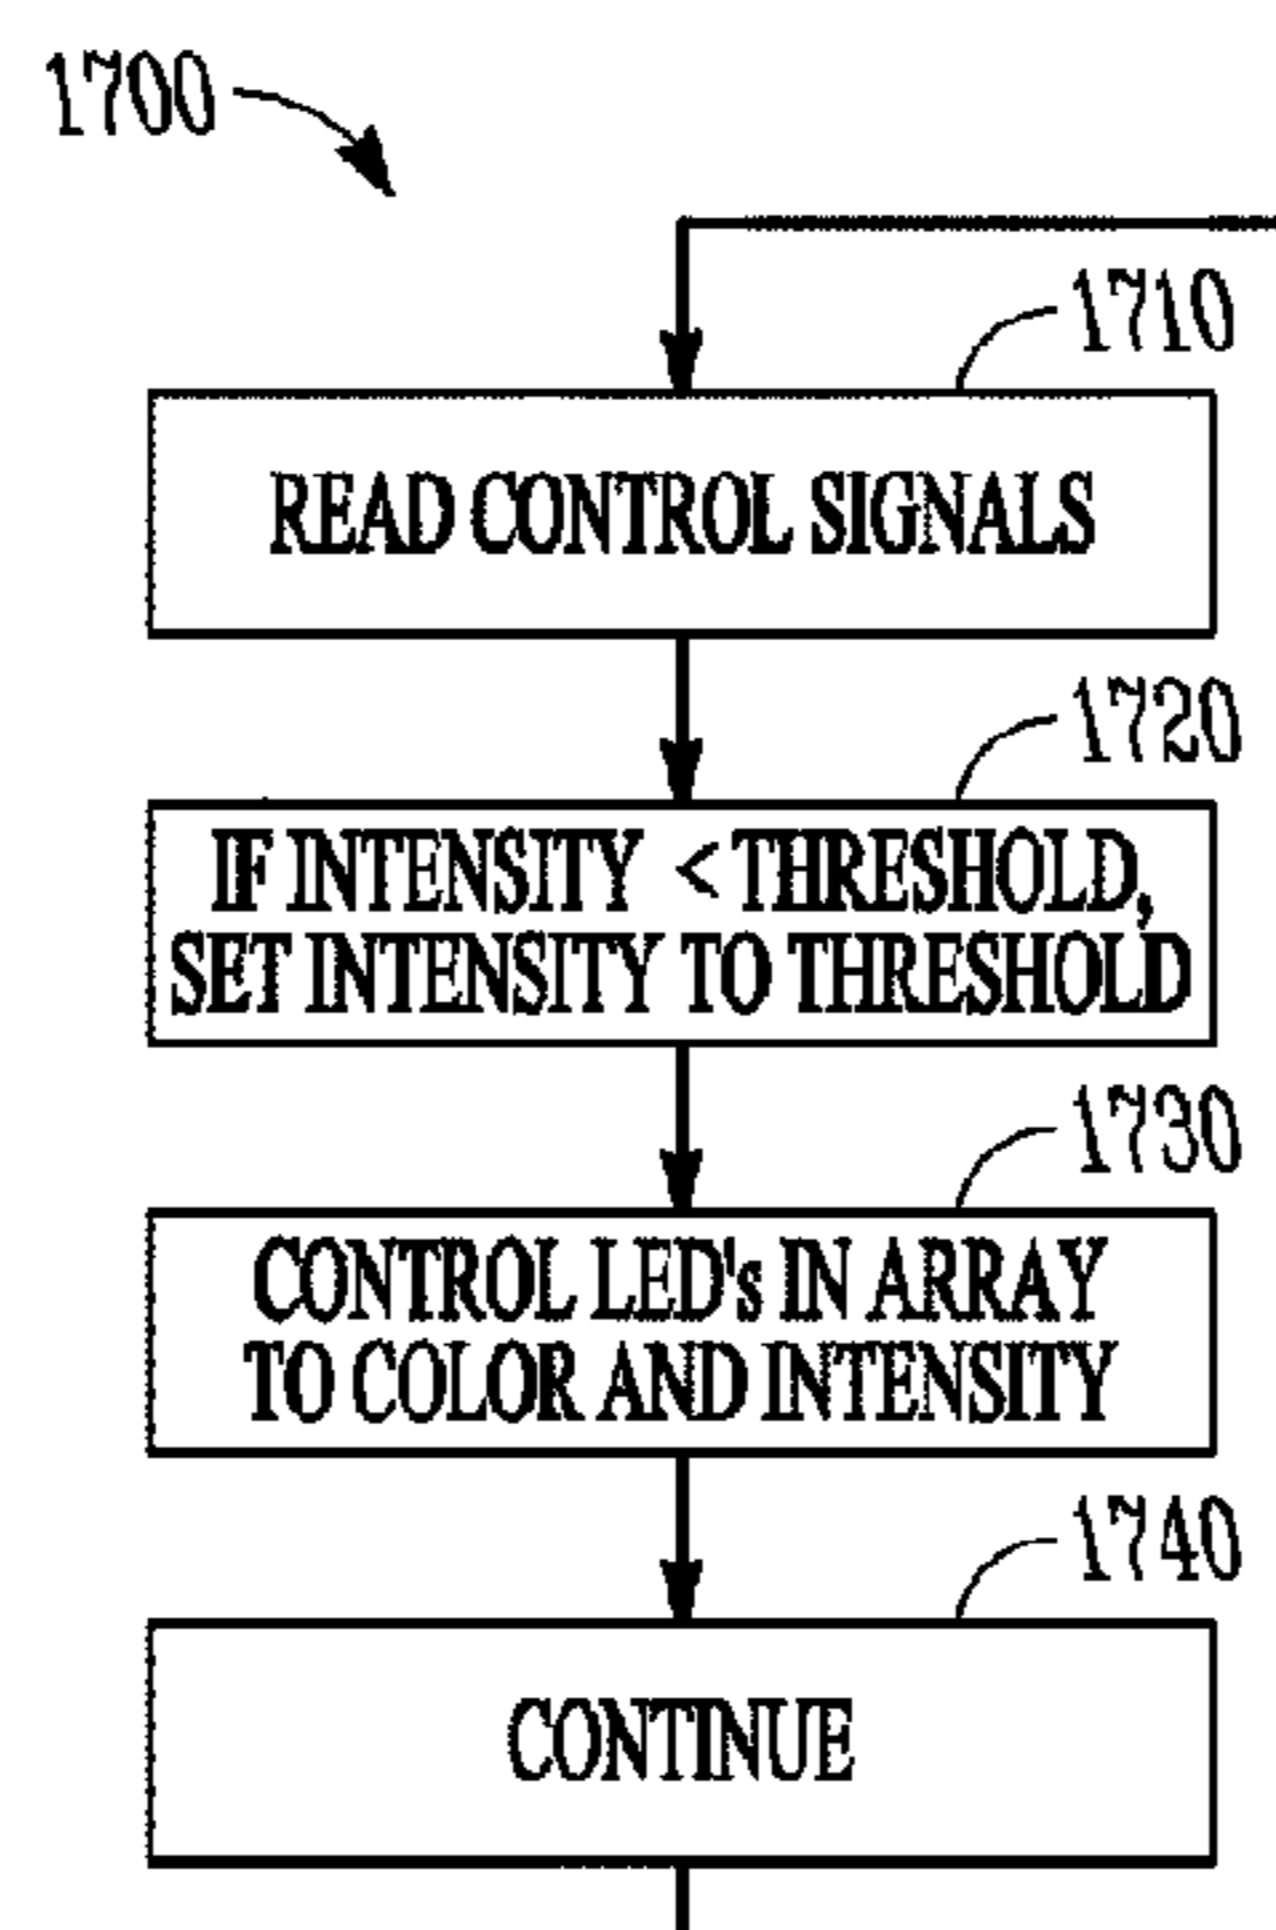 1700
1710
READ CONTROL SIGNALS
1720
IF INTENSITY < THRESHOLD,
SET INTENSITY TO THRESHOLD
1730
CONTROL LED's IN ARRAY
TO COLOR AND INTENSITY
1740
CONTINUE